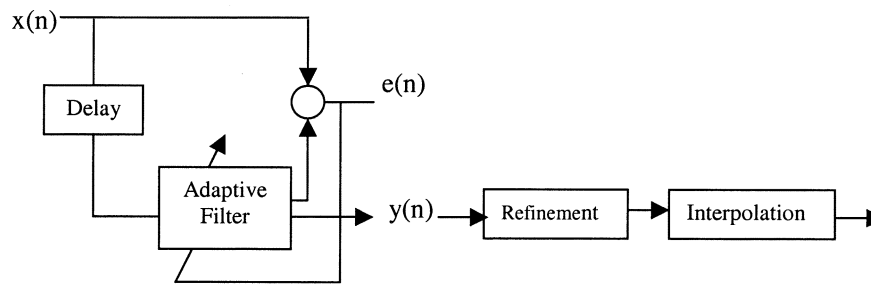 x(n)
e(n)
Delay
Adaptive
Filter
y(n)
Refinement
Interpolation